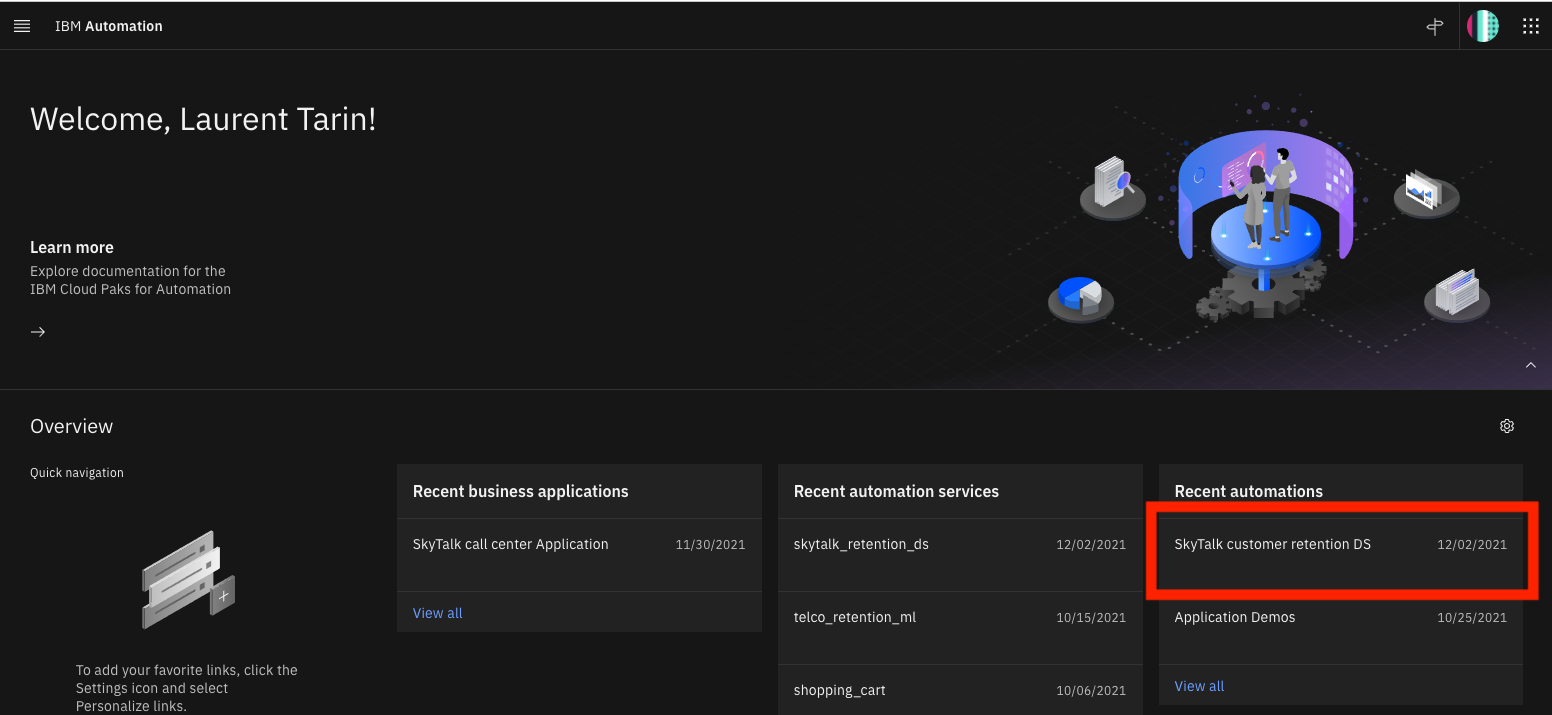 IBM Automation
Welcome, Laurent Tarin!
Learn more
Explore documentation for the
IBM Cloud Paks for Automation
Overview
Quick navigation
To add your favorite links, click the
Settings icon and select
Personalize links.
Recent business applications
SkyTalk call center Application 11/30/2021
View all
Recent automation services
skytalk_retention_ds 12/02/2021
telco_retention_ml 10/15/2021
shopping_cart 10/06/2021
Recent automations
SkyTalk customer retention DS 12/02/2021
Application Demos 10/25/2021
View all